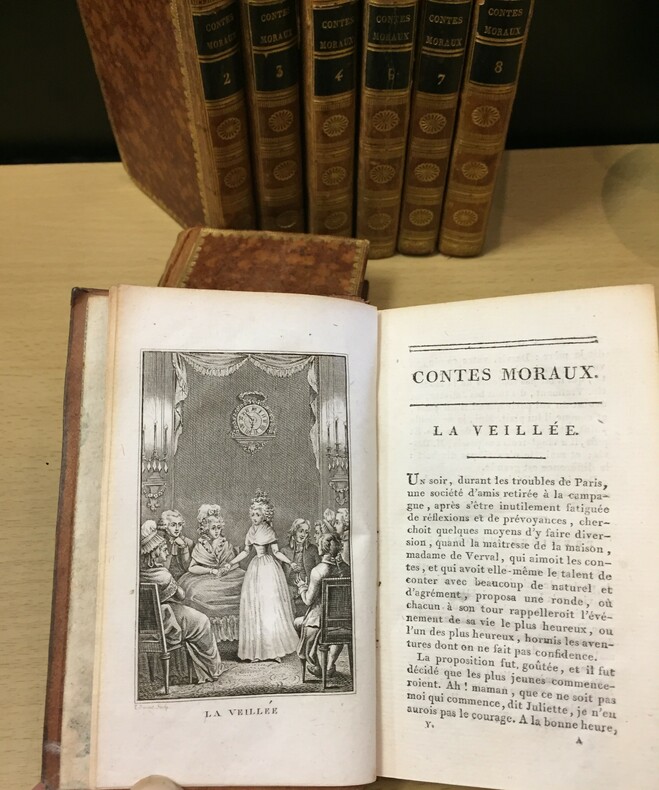 CONTES
MORAUX
2
CONTES
MORAUX
3
CONTES
MORAUX
4
CONTES
MORAUX
6
CONTES
MORAUX
7
CONTES
MORAUX
8
LA VEILLÉE
CONTES MORAUX.
LA VEILLÉE.
UN soir, durant les troubles de Paris,
une société d'amis retirée à la campa-
gne, après s'être inutilement fatiguée
de réflexions et de prévoyances, cher-
choit quelques moyens d'y faire diver-
sion, quand la maîtresse de la maison,
madame de Verval, qui aimoit les con-
tes, et qui avoit elle-même le talent de
conter avec beaucoup de naturel et
d'agrément, proposa une ronde, où
chacun à son tour rappelleroit l'évé-
nement de sa vie le plus heureux, ou
l'un des plus heureux, hormis les aven-
tures dont on ne fait pas confidence.
La proposition fut, goûtée, et il fut
décidé que les plus jeunes commence-
roient. Ah! maman, que ce ne soit pas
moi qui commence, dit Juliette, je n'en
aurois pas le courage. A la bonne heure,
V. A